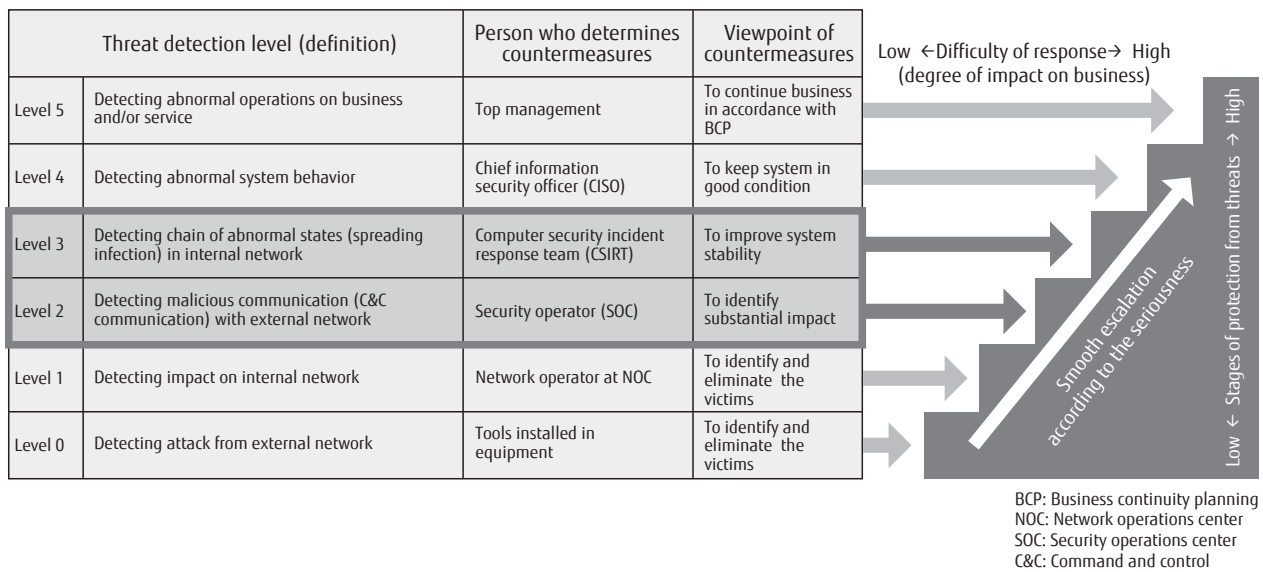 Threat detection level (definition)
Person who determines
countermeasures
Viewpoint of
countermeasures
Low ←Difficulty of response→ High
(degree of impact on business)
Level 5
Detecting abnormal operations on business
and/or service
Top management
To continue business
in accordance with
BCP
Level 4
Detecting abnormal system behavior
Chief information
security officer (CISO)
To keep system in
good condition
Level 3
Detecting chain of abnormal states (spreading
infection) in internal network
Computer security incident
response team (CSIRT)
To improve system
stability
Level 2
Detecting malicious communication (C&C
communication) with external network
Security operator (SOC)
To identify
substantial impact
Level 1
Detecting impact on internal network
Network operator at NOC
To identify and
eliminate the
victims
Level 0
Detecting attack from external network
Tools installed in
equipment
To identify and
eliminate the
victims
Smooth escalation
according to the seriousness
Low ← Stages of protection from threats → High
BCP: Business continuity planning
NOC: Network operations center
SOC: Security operations center
C&C: Command and control